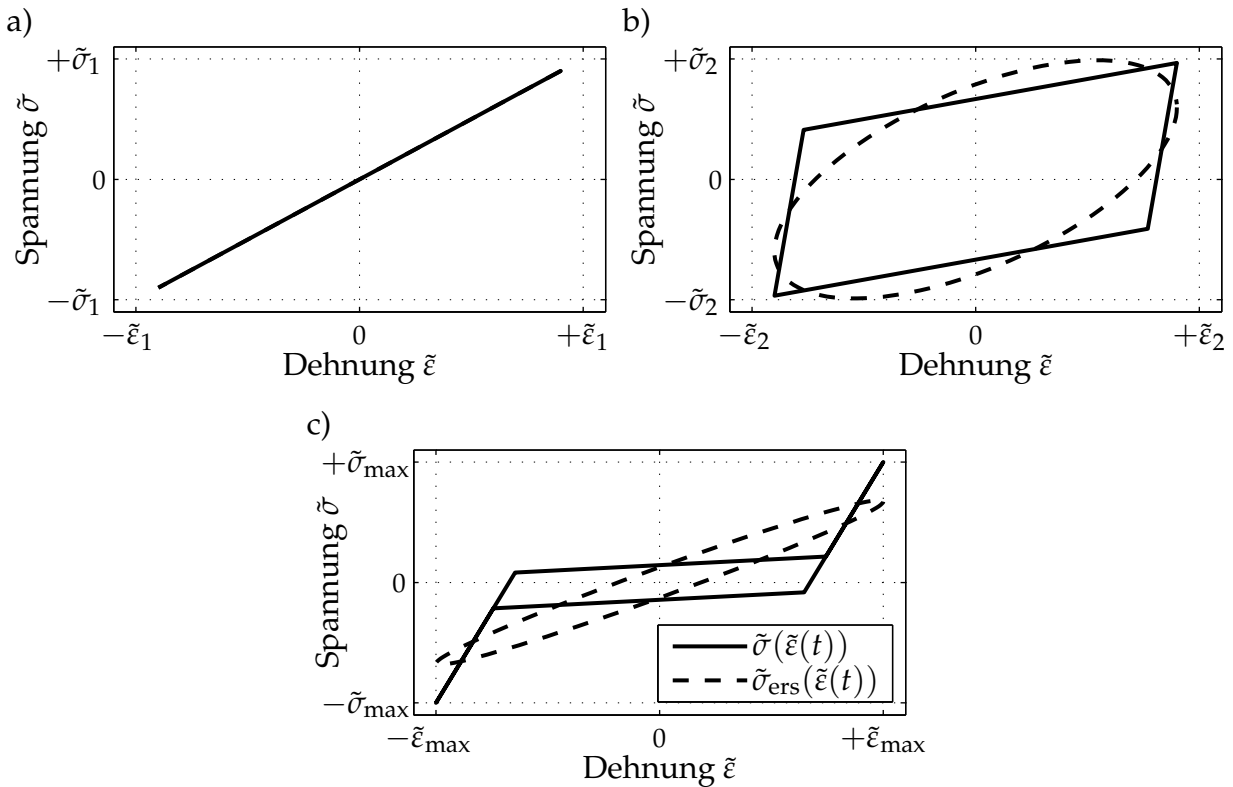 a)
Spannung σ̃
+σ̃₁
0
−σ̃₁
−ε̃₁ 0 +ε̃₁
Dehnung ε̃
b)
Spannung σ̃
+σ̃₂
0
−σ̃₂
−ε̃₂ 0 +ε̃₂
Dehnung ε̃
c)
Spannung σ̃
+σ̃max
0
−σ̃max
σ̃(ε̃(t))
σ̃ers(ε̃(t))
−ε̃max 0 +ε̃max
Dehnung ε̃